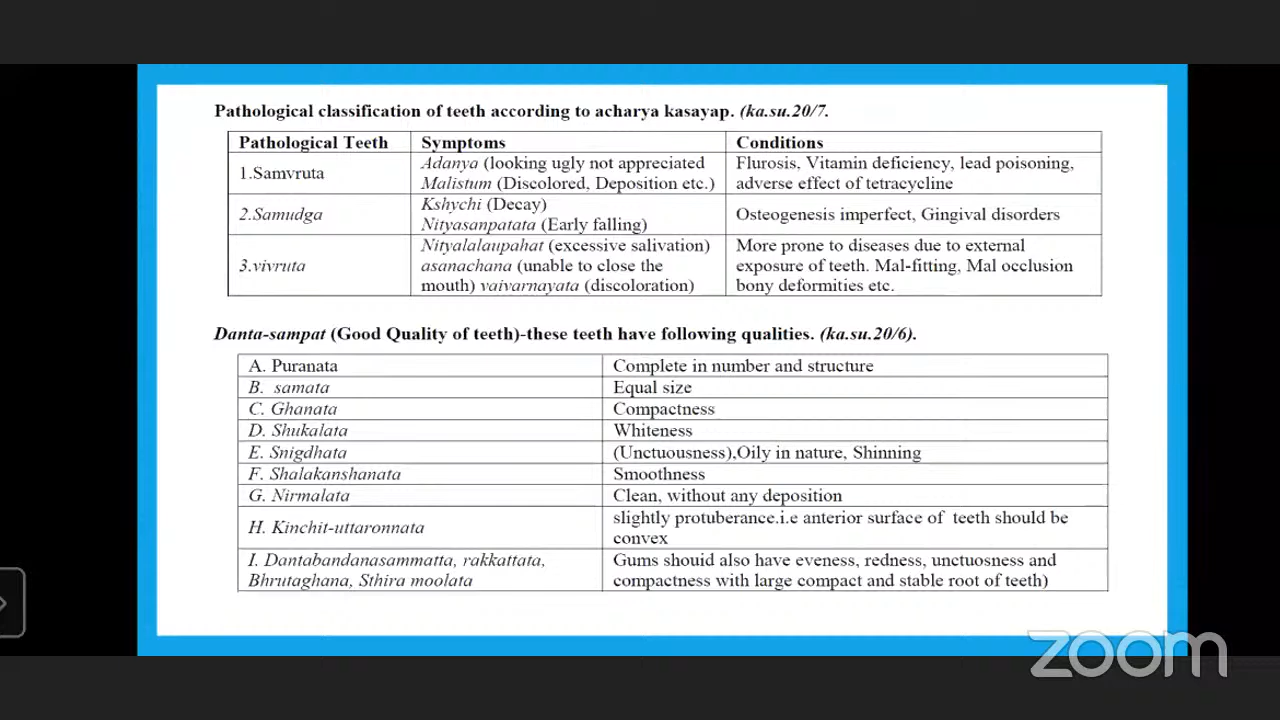 Pathological classification of teeth according to acharya kasayap. (ka.su.20/7.
Pathological Teeth Symptoms Conditions
1.Samvruta
Adanya (looking ugly not appreciated
Malistum (Discolored, Deposition etc.)
Flurosis, Vitamin deficiency, lead poisoning,
adverse effect of tetracycline
2.Samudga
Kshychi (Decay)
Nityasanpatata (Early falling)
Osteogenesis imperfect, Gingival disorders
3.vivruta
Nityalalaupahat (excessive salivation)
asanachana (unable to close the
mouth) vaivarnayata (discoloration)
More prone to diseases due to external
exposure of teeth. Mal-fitting, Mal occlusion
bony deformities etc.
Danta-sampat (Good Quality of teeth)-these teeth have following qualities. (ka.su.20/6).
A. Puranata Complete in number and structure
B. samata Equal size
C. Ghanata Compactness
D. Shukalata Whiteness
E. Snigdhata (Unctuousness),Oily in nature, Shinning
F. Shalakanshanata Smoothness
G. Nirmalata Clean, without any deposition
H. Kinchit-uttaronnata
slightly protuberance.i.e anterior surface of teeth should be
convex
I. Dantabandanasammatta, rakkattata,
Bhrutaghana, Sthira moolata
Gums shouid also have eveness, redness, unctuosness and
compactness with large compact and stable root of teeth)
zoom